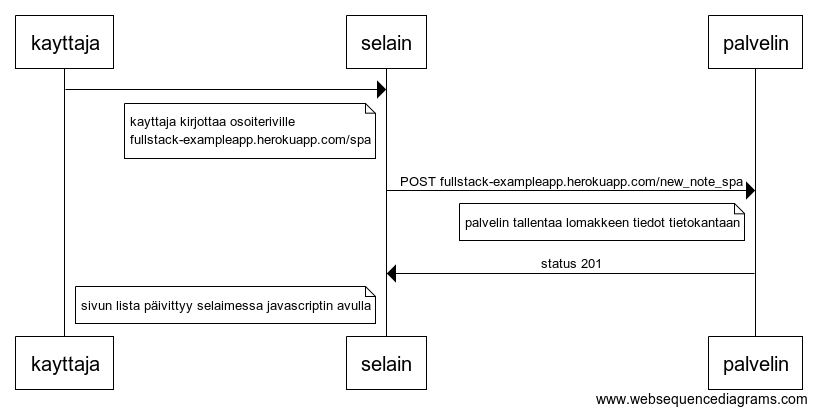 kayttaja
selain
palvelin
kayttaja kirjottaa osoiteriville
fullstack-exampleapp.herokuapp.com/spa
POST fullstack-exampleapp.herokuapp.com/new_note_spa
palvelin tallentaa lomakkeen tiedot tietokantaan
status 201
sivun lista päivittyy selaimessa javascriptin avulla
kayttaja
selain
palvelin
www.websequencediagrams.com